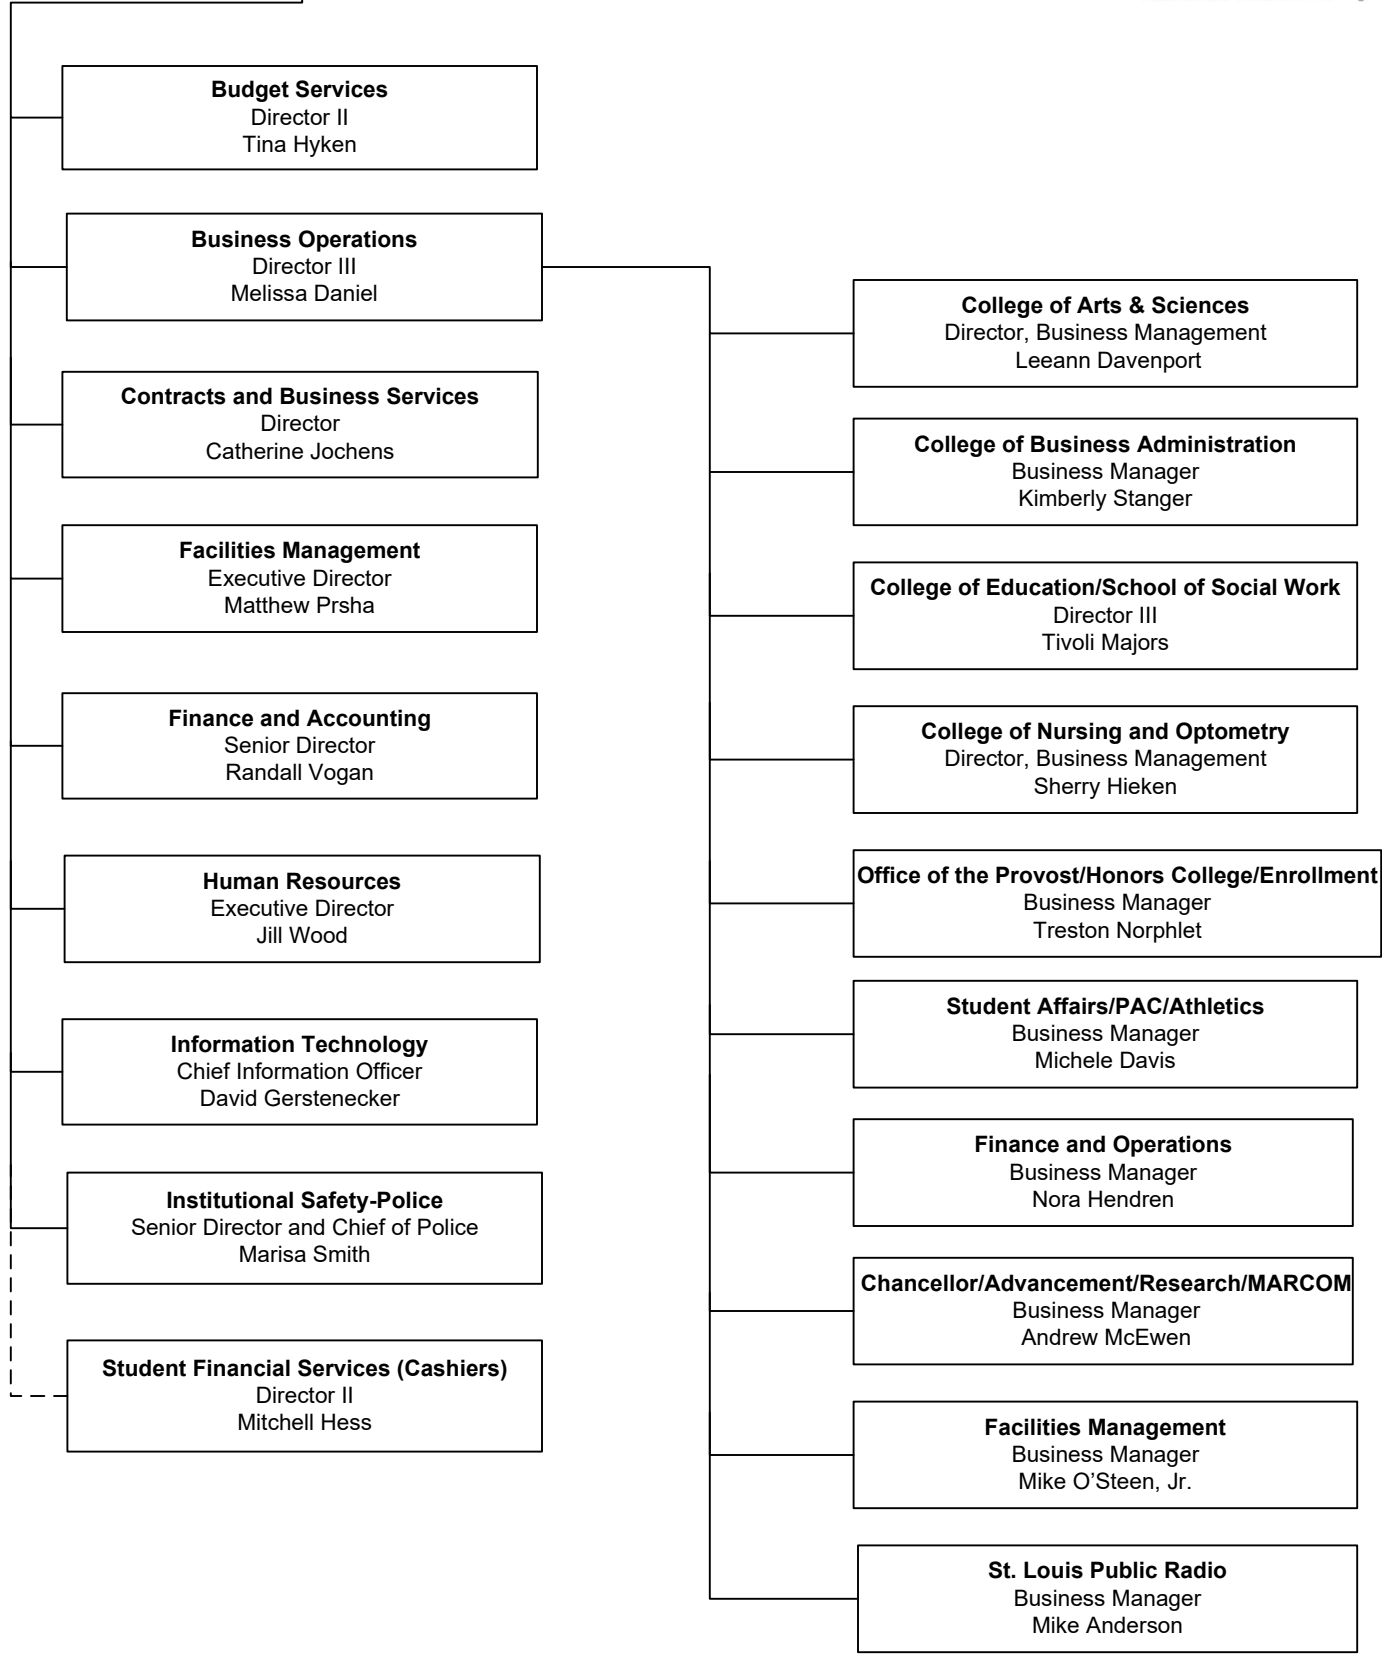 Budget Services
Director II
Tina Hyken
Business Operations
Director III
Melissa Daniel
Contracts and Business Services
Director
Catherine Jochens
Facilities Management
Executive Director
Matthew Prsha
Finance and Accounting
Senior Director
Randall Vogan
Human Resources
Executive Director
Jill Wood
Information Technology
Chief Information Officer
David Gerstenecker
Institutional Safety-Police
Senior Director and Chief of Police
Marisa Smith
Student Financial Services (Cashiers)
Director II
Mitchell Hess
College of Arts & Sciences
Director, Business Management
Leeann Davenport
College of Business Administration
Business Manager
Kimberly Stanger
College of Education/School of Social Work
Director III
Tivoli Majors
College of Nursing and Optometry
Director, Business Management
Sherry Hieken
Office of the Provost/Honors College/Enrollment
Business Manager
Treston Norphlet
Student Affairs/PAC/Athletics
Business Manager
Michele Davis
Finance and Operations
Business Manager
Nora Hendren
Chancellor/Advancement/Research/MARCOM
Business Manager
Andrew McEwen
Facilities Management
Business Manager
Mike O’Steen, Jr.
St. Louis Public Radio
Business Manager
Mike Anderson